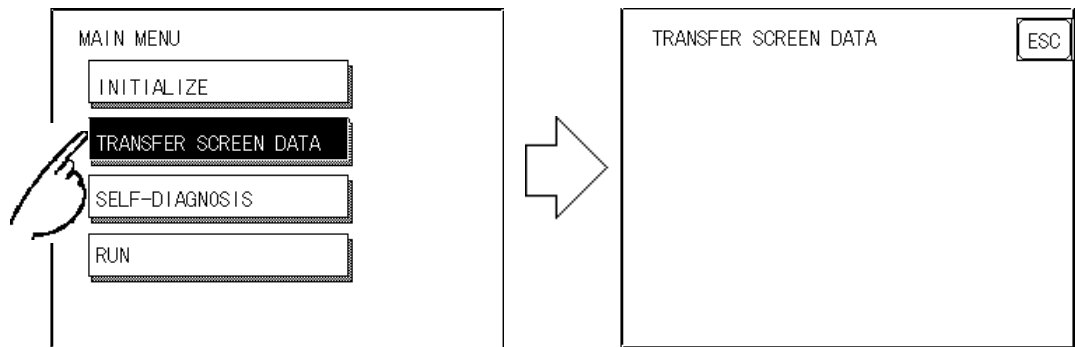 MAIN MENU
INITIALIZE
TRANSFER SCREEN DATA
SELF-DIAGNOSIS
RUN
TRANSFER SCREEN DATA
ESC